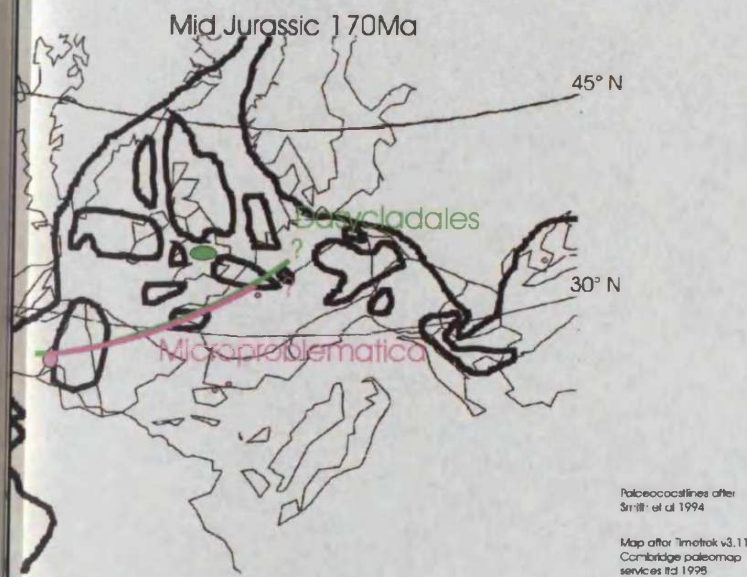 Mid Jurassic 170Ma
45° N
Dasycladales
?
30° N
?
Microproblematica
Palaeocoastlines after
Smith et al 1994
Map after Timetrek v3.11
Cambridge paleomap
services ltd 1995